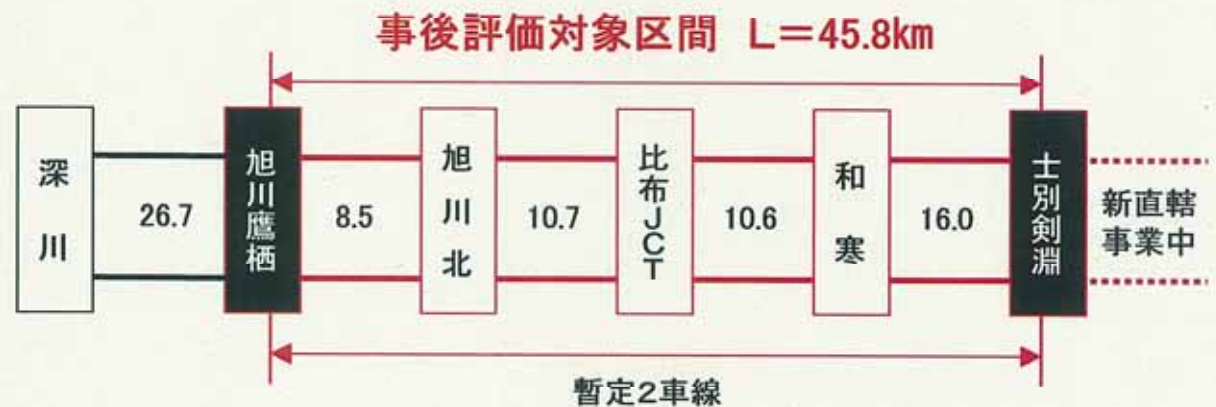 事後評価対象区間 L=45.8km
深川
26.7
旭川鷹栖
8.5
旭川北
10.7
比布JCT
10.6
和寒
16.0
士別剣淵
新直轄
事業中
暫定2車線